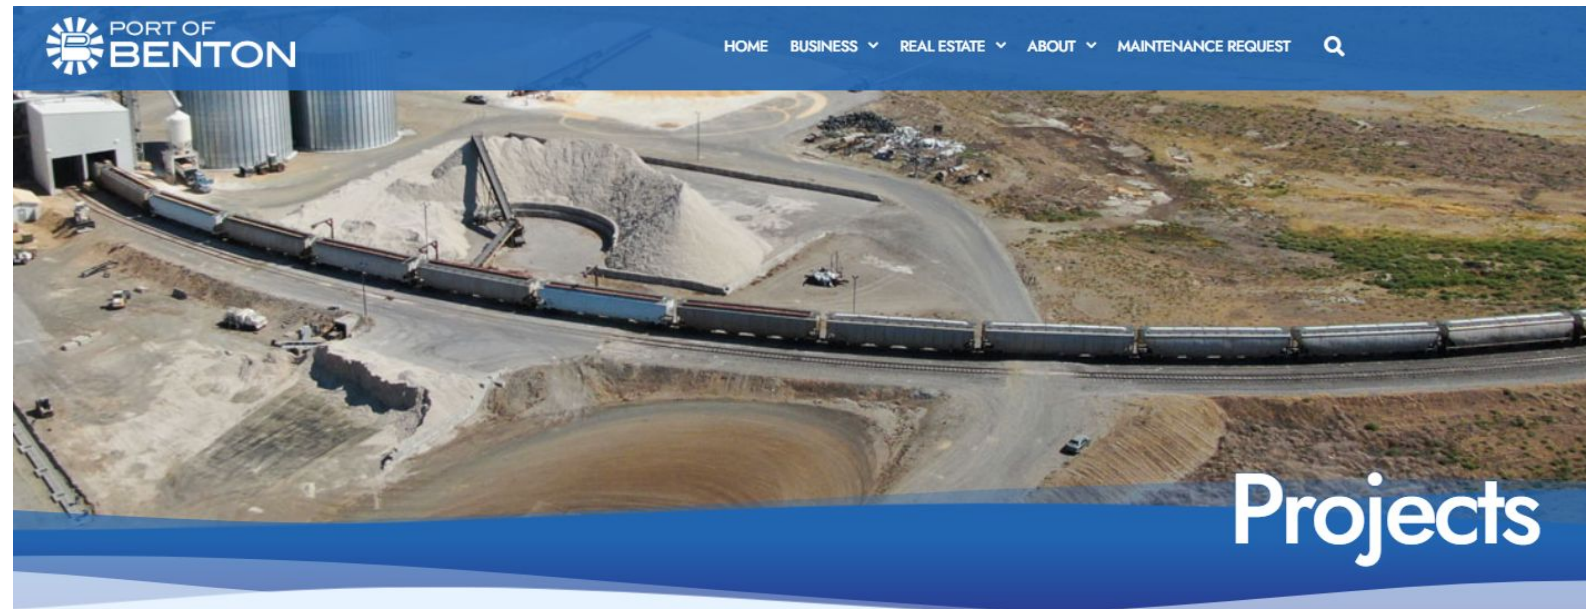 PORT OF
BENTON
HOME BUSINESS REAL ESTATE ABOUT MAINTENANCE REQUEST
Projects